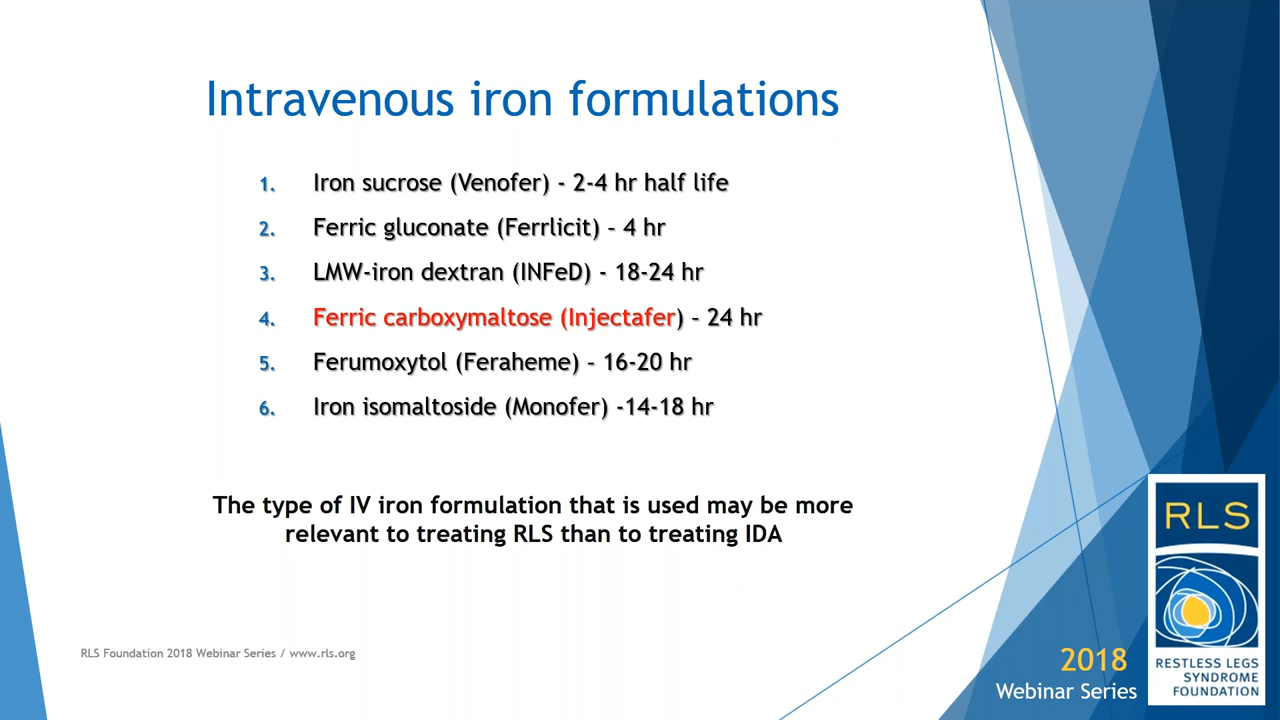 Intravenous iron formulations
1. Iron sucrose (Venofer) - 2-4 hr half life
2. Ferric gluconate (Ferrlicit) – 4 hr
3. LMW-iron dextran (INFeD) - 18-24 hr
4. Ferric carboxymaltose (Injectafer) – 24 hr
5. Ferumoxytol (Feraheme) – 16-20 hr
6. Iron isomaltoside (Monofer) -14-18 hr
The type of IV iron formulation that is used may be more
relevant to treating RLS than to treating IDA
RLS Foundation 2018 Webinar Series / www.rls.org
2018
Webinar Series
RLS
RESTLESS LEGS
SYNDROME
FOUNDATION